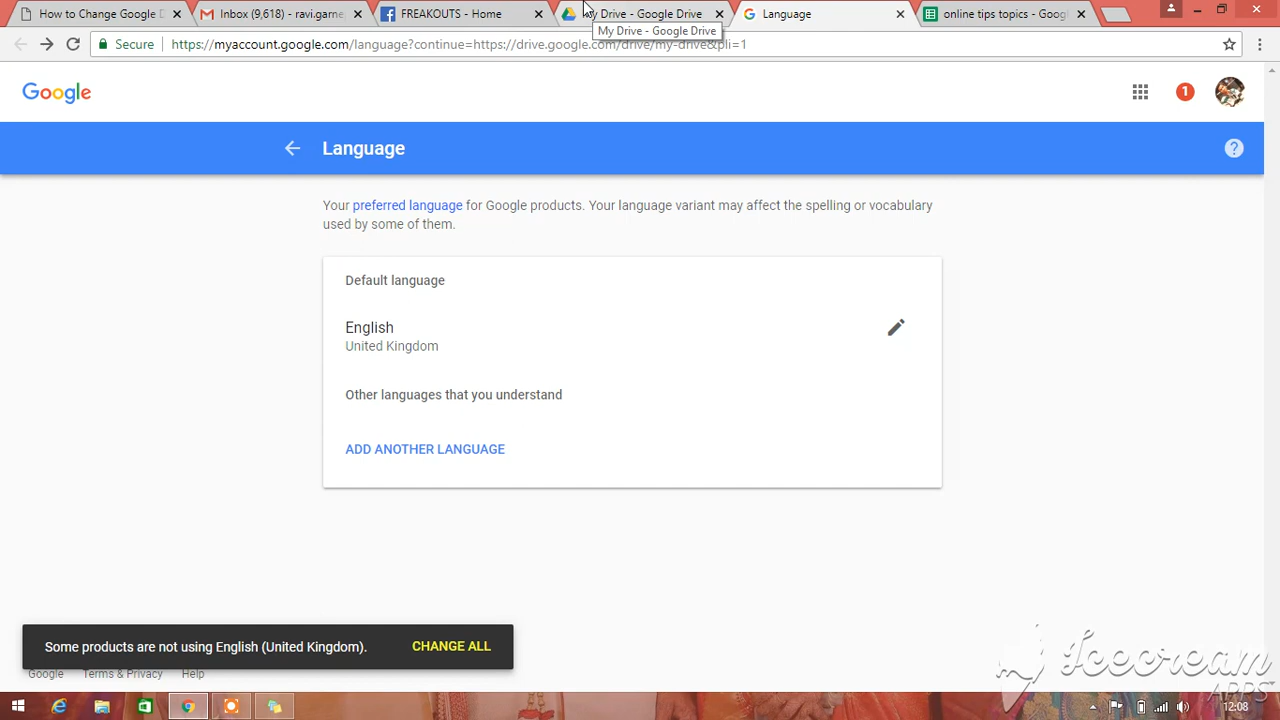 How to Change Google D
Inbox (9,618) - ravi.garne
FREAKOUTS - Home
My Drive - Google Drive
Language
online tips topics - Goog
My Drive - Google Drive
Secure
https://myaccount.google.com/language?continue=https://drive.google.com/drive/my-drive&pli=1
Google
1
Language
Your preferred language for Google products. Your language variant may affect the spelling or vocabulary
used by some of them.
Default language
English
United Kingdom
Other languages that you understand
ADD ANOTHER LANGUAGE
Some products are not using English (United Kingdom).
CHANGE ALL
Google
Terms & Privacy
Help
Icecream
APPS
12:08